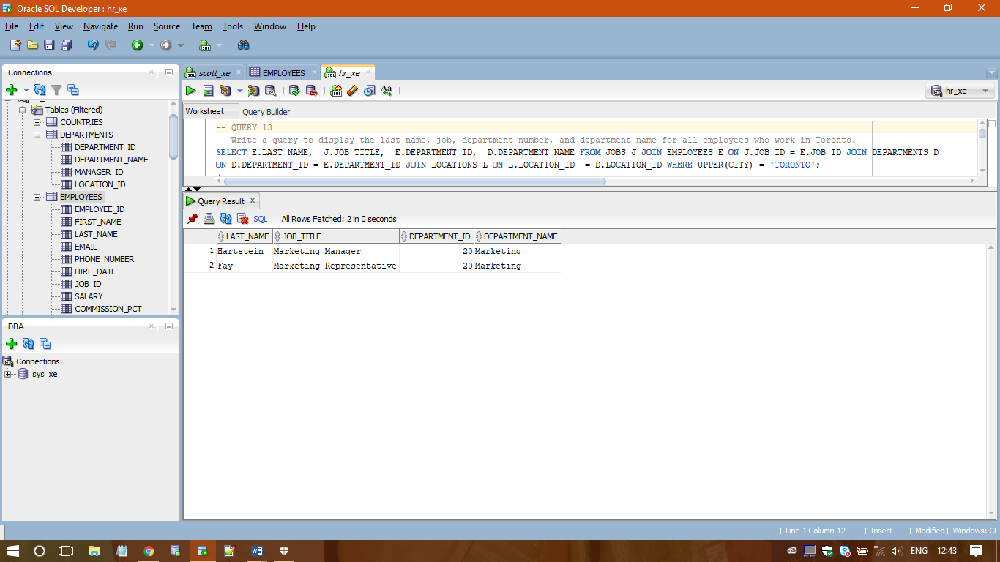 Oracle SQL Developer : hr_xe
File Edit View Navigate Run Source Team Tools Window Help
Connections
Tables (Filtered)
COUNTRIES
DEPARTMENTS
DEPARTMENT_ID
DEPARTMENT_NAME
MANAGER_ID
LOCATION_ID
EMPLOYEES
EMPLOYEE_ID
FIRST_NAME
LAST_NAME
EMAIL
PHONE_NUMBER
HIRE_DATE
JOB_ID
SALARY
COMMISSION_PCT
DBA
Connections
sys_xe
scott_xe EMPLOYEES hr_xe
hr_xe
Worksheet Query Builder
-- QUERY 13
-- Write a query to display the last name, job, department number, and department name for all employees who work in Toronto.
SELECT E.LAST_NAME,  J.JOB_TITLE,  E.DEPARTMENT_ID,  D.DEPARTMENT_NAME FROM JOBS J JOIN EMPLOYEES E ON J.JOB_ID = E.JOB_ID JOIN DEPARTMENTS D
ON D.DEPARTMENT_ID = E.DEPARTMENT_ID JOIN LOCATIONS L ON L.LOCATION_ID  = D.LOCATION_ID WHERE UPPER(CITY) = 'TORONTO';
Query Result x
SQL | All Rows Fetched: 2 in 0 seconds
LAST_NAME JOB_TITLE DEPARTMENT_ID DEPARTMENT_NAME
1 Hartstein Marketing Manager 20 Marketing
2 Fay Marketing Representative 20 Marketing
| Line 1 Column 12 | Insert | Modified | Windows: CF
ENG 12:43